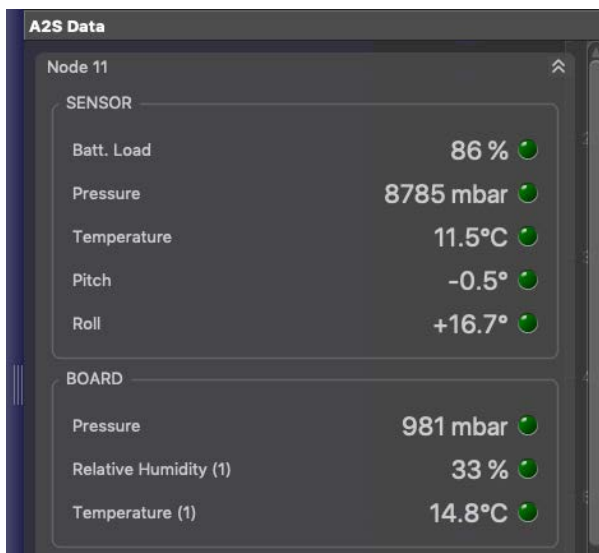 A2S Data
Node 11
SENSOR
Batt. Load 86 %
Pressure 8785 mbar
Temperature 11.5°C
Pitch -0.5°
Roll +16.7°
BOARD
Pressure 981 mbar
Relative Humidity (1) 33 %
Temperature (1) 14.8°C